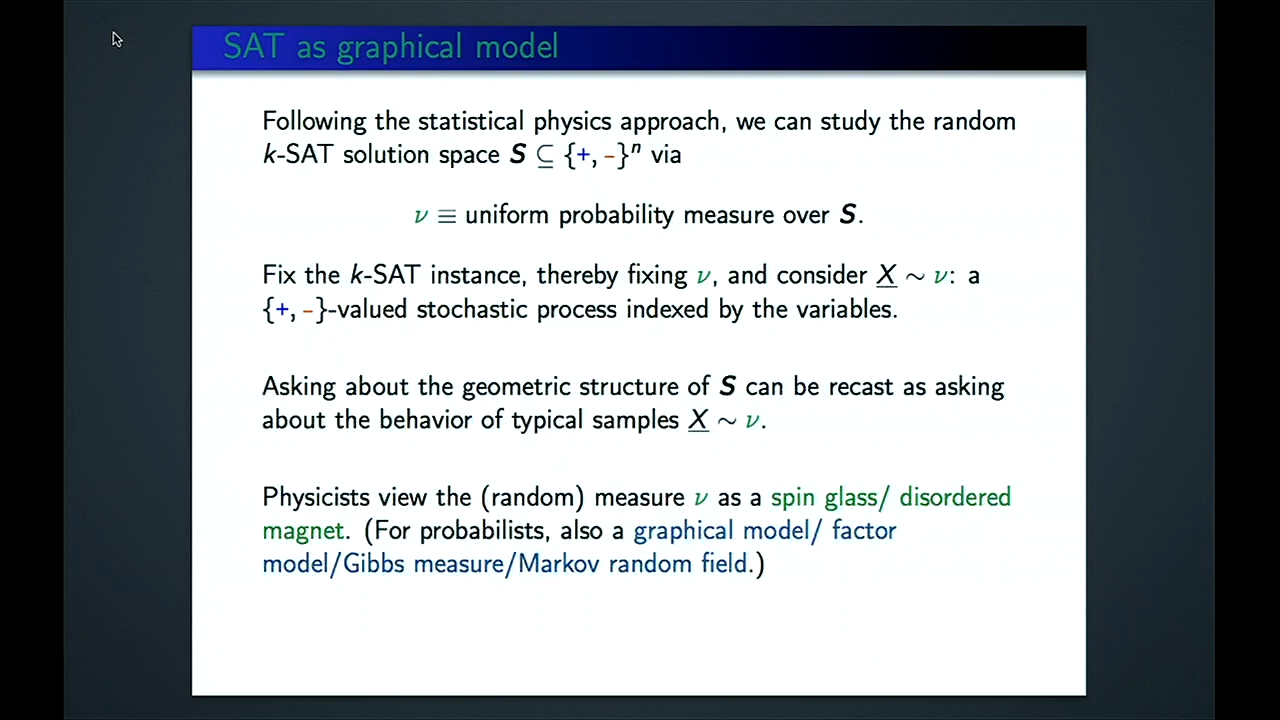 SAT as graphical model
Following the statistical physics approach, we can study the random
k-SAT solution space S ⊆ {+, -}ⁿ via
ν ≡ uniform probability measure over S.
Fix the k-SAT instance, thereby fixing ν, and consider X ∼ ν: a
{+, -}-valued stochastic process indexed by the variables.
Asking about the geometric structure of S can be recast as asking
about the behavior of typical samples X ∼ ν.
Physicists view the (random) measure ν as a spin glass/ disordered
magnet. (For probabilists, also a graphical model/ factor
model/Gibbs measure/Markov random field.)